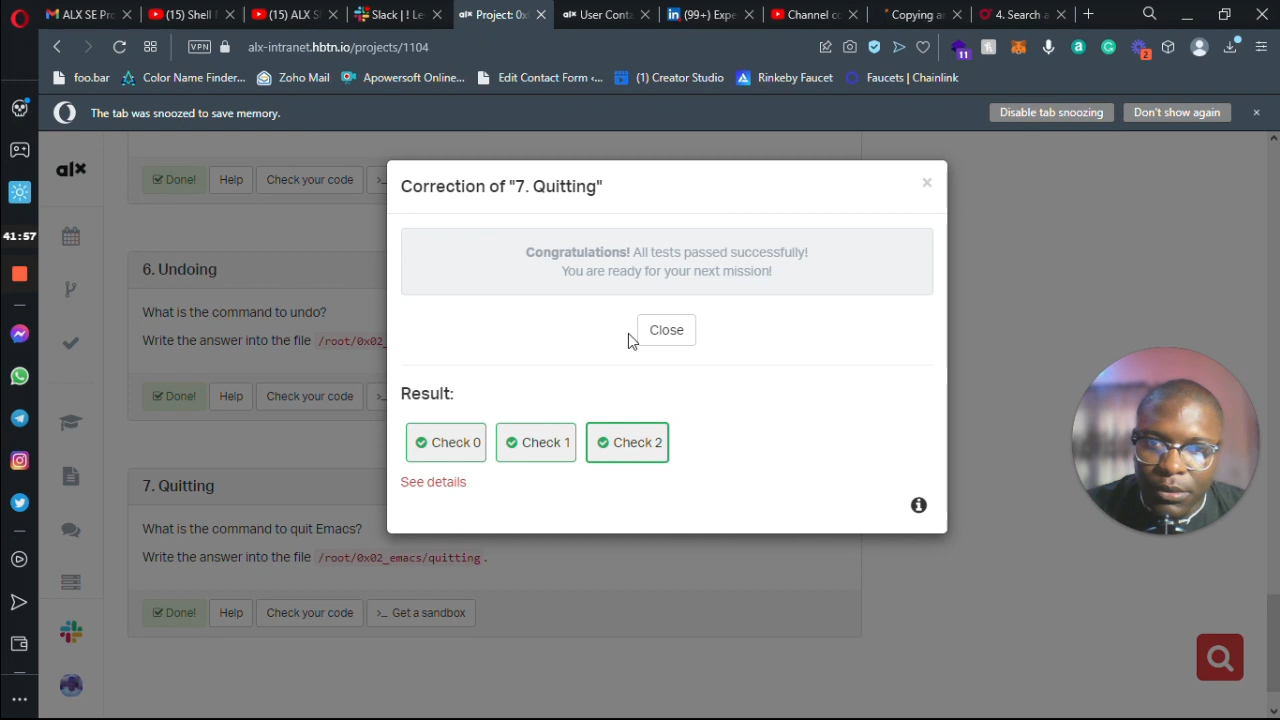 ALX SE Pro
(15) Shell
(15) ALX S
Slack | ! Le
Project: 0x
User Conta
(99+) Expe
Channel co
Copying a
4. Search a
VPN
alx-intranet.hbtn.io/projects/1104
11
2
foo.bar
Color Name Finder...
Zoho Mail
Apowersoft Online...
Edit Contact Form ‹...
(1) Creator Studio
Rinkeby Faucet
Faucets | Chainlink
The tab was snoozed to save memory.
Disable tab snoozing
Don't show again
alx
Done!
Help
Check your code
>_
41:57
Correction of "7. Quitting"
×
Congratulations! All tests passed successfully!
You are ready for your next mission!
Close
Result:
Check 0
Check 1
Check 2
See details
6. Undoing
What is the command to undo?
Write the answer into the file /root/0x02_
Done!
Help
Check your code
>_
7. Quitting
What is the command to quit Emacs?
Write the answer into the file /root/0x02_emacs/quitting.
Done!
Help
Check your code
>_ Get a sandbox